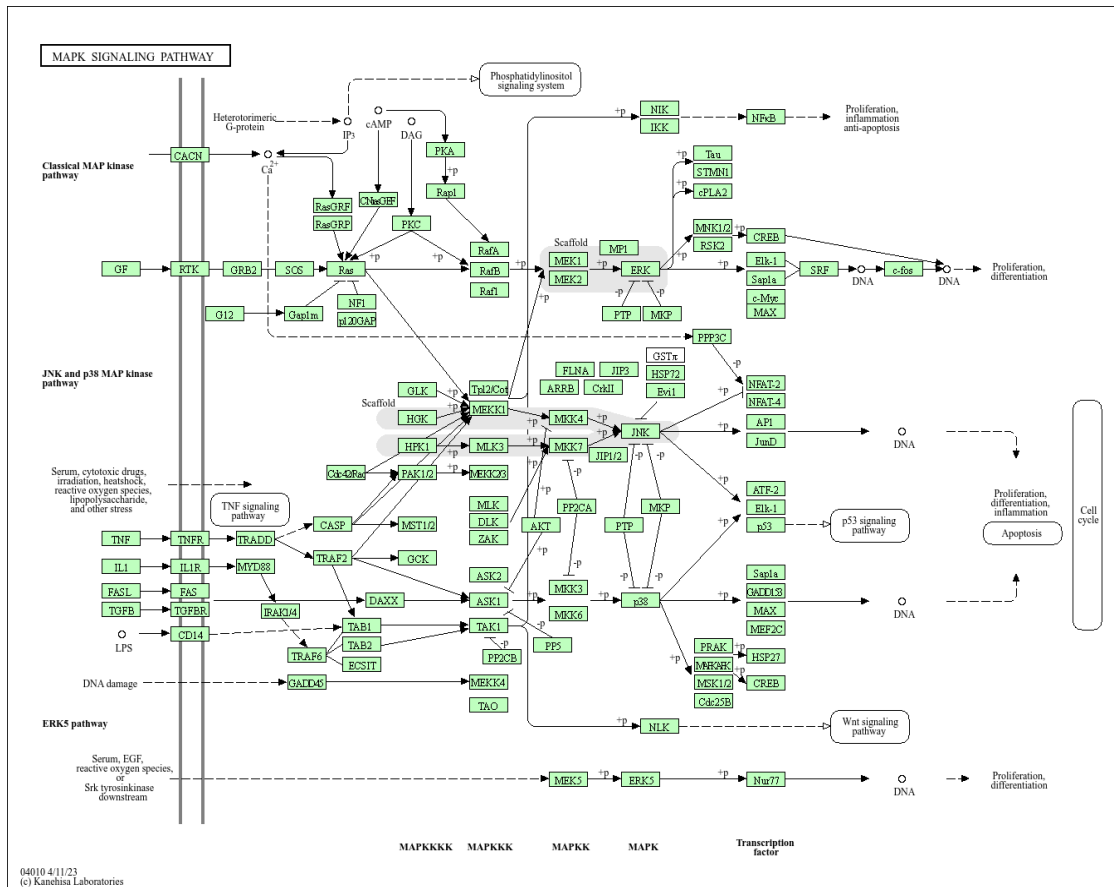 MAPK SIGNALING PATHWAY
Phosphatidylinositol
signaling system
Heterotorimeric
G-protein
IP3
cAMP
DAG
+p
NIK
IKK
NFκB
Proliferation,
inflammation
anti-apoptosis
Classical MAP kinase
pathway
CACN
Ca2+
PKA
+p
Rap1
RasGRF
RasGRP
CNasGEF
PKC
+p
+p
Tau
STMN1
cPLA2
MNK1/2
RSK2
+p
CREB
Scaffold
MP1
GF
RTK
GRB2
SOS
Ras
+p
+p
RafA
RafB
Raf1
+p
MEK1
MEK2
+p
ERK
+p
+p
Elk-1
Sap1a
c-Myc
MAX
SRF
DNA
c-fos
DNA
Proliferation,
differentiation
G12
Gap1m
NF1
p120GAP
+p
-p
-p
PTP
MKP
PPP3C
-p
JNK and p38 MAP kinase
pathway
GLK
HGK
HPK1
Scaffold
+p
+p
+p
+p
Tpl2/Cot
MEKK1
MLK3
MEKK2/3
+p
+p
FLNA
JIP3
ARRB
CrkII
GSTπ
HSP72
Evi1
NFAT-2
NFAT-4
MKK4
MKK7
+p
+p
JNK
JIP1/2
+p
+p
+p
AP1
JunD
DNA
Cdc42/Rac
PAK1/2
Serum, cytotoxic drugs,
irradiation, heatshock,
reactive oxygen species,
lipopolysaccharide,
and other stress
TNF signaling
pathway
CASP
MST1/2
MLK
DLK
ZAK
+p
-p
PP2CA
AKT
+p
-p
-p
-p
PTP
MKP
-p
-p
+p
+p
ATF-2
Elk-1
p53
p53 signaling
pathway
Proliferation,
differentiation,
inflammation
Apoptosis
Cell
cycle
TNF
TNFR
TRADD
TRAF2
GCK
IL1
IL1R
MYD88
ASK2
MKK3
MKK6
FASL
FAS
DAXX
ASK1
+p
+p
p38
+p
Sap1a
GADD153
MAX
MEF2C
DNA
TGFB
TGFBR
IRAK1/4
LPS
CD14
TAB1
TAB2
ECSIT
TRAF6
TAK1
-p
-p
PP5
PP2CB
+p
PRAK
MAPKAPK
MSK1/2
Cdc25B
+p
+p
HSP27
CREB
DNA damage
GADD45
MEKK4
TAO
ERK5 pathway
+p
NLK
Wnt signaling
pathway
Serum, EGF,
reactive oxygen species,
or
Srk tyrosinkinase
downstream
MEK5
+p
ERK5
+p
Nur77
DNA
Proliferation,
differentiation
MAPKKKK
MAPKKK
MAPKK
MAPK
Transcription
factor
04010 4/11/23
(c) Kanehisa Laboratories